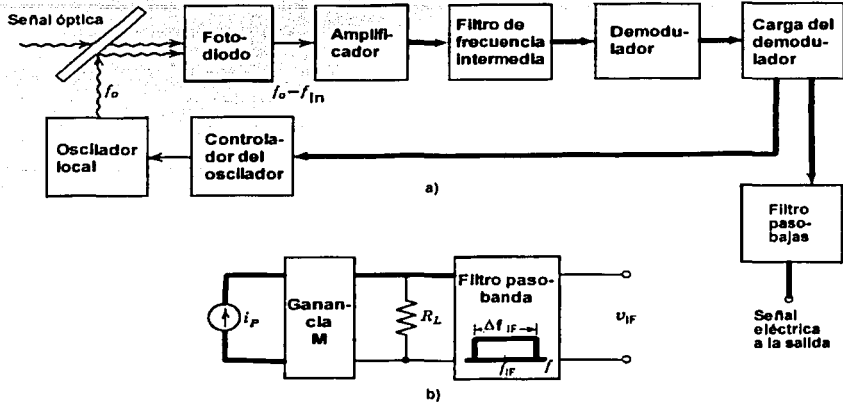 Señal óptica
Foto-
diodo
Amplifi-
cador
Filtro de
frecuencia
intermedia
Demodu-
lador
Carga del
demodu-
lador
f_o
f_o-f_In
Oscilador
local
Controla-
dor del
oscilador
a)
Filtro
paso-
bajas
Señal
eléctrica
a la salida
i_P
Ganan-
cia
M
R_L
Filtro paso-
banda
Δf_IF
f_IF
f
v_IF
b)